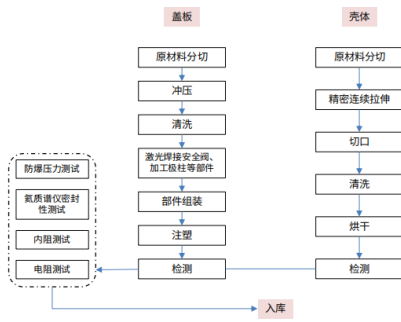 盖板
壳体
原材料分切
冲压
清洗
激光焊接安全阀、
加工极柱等部件
部件组装
注塑
检测
原材料分切
精密连续拉伸
切口
清洗
烘干
检测
防爆压力测试
氦质谱仪密封
性测试
内阻测试
电阻测试
入库